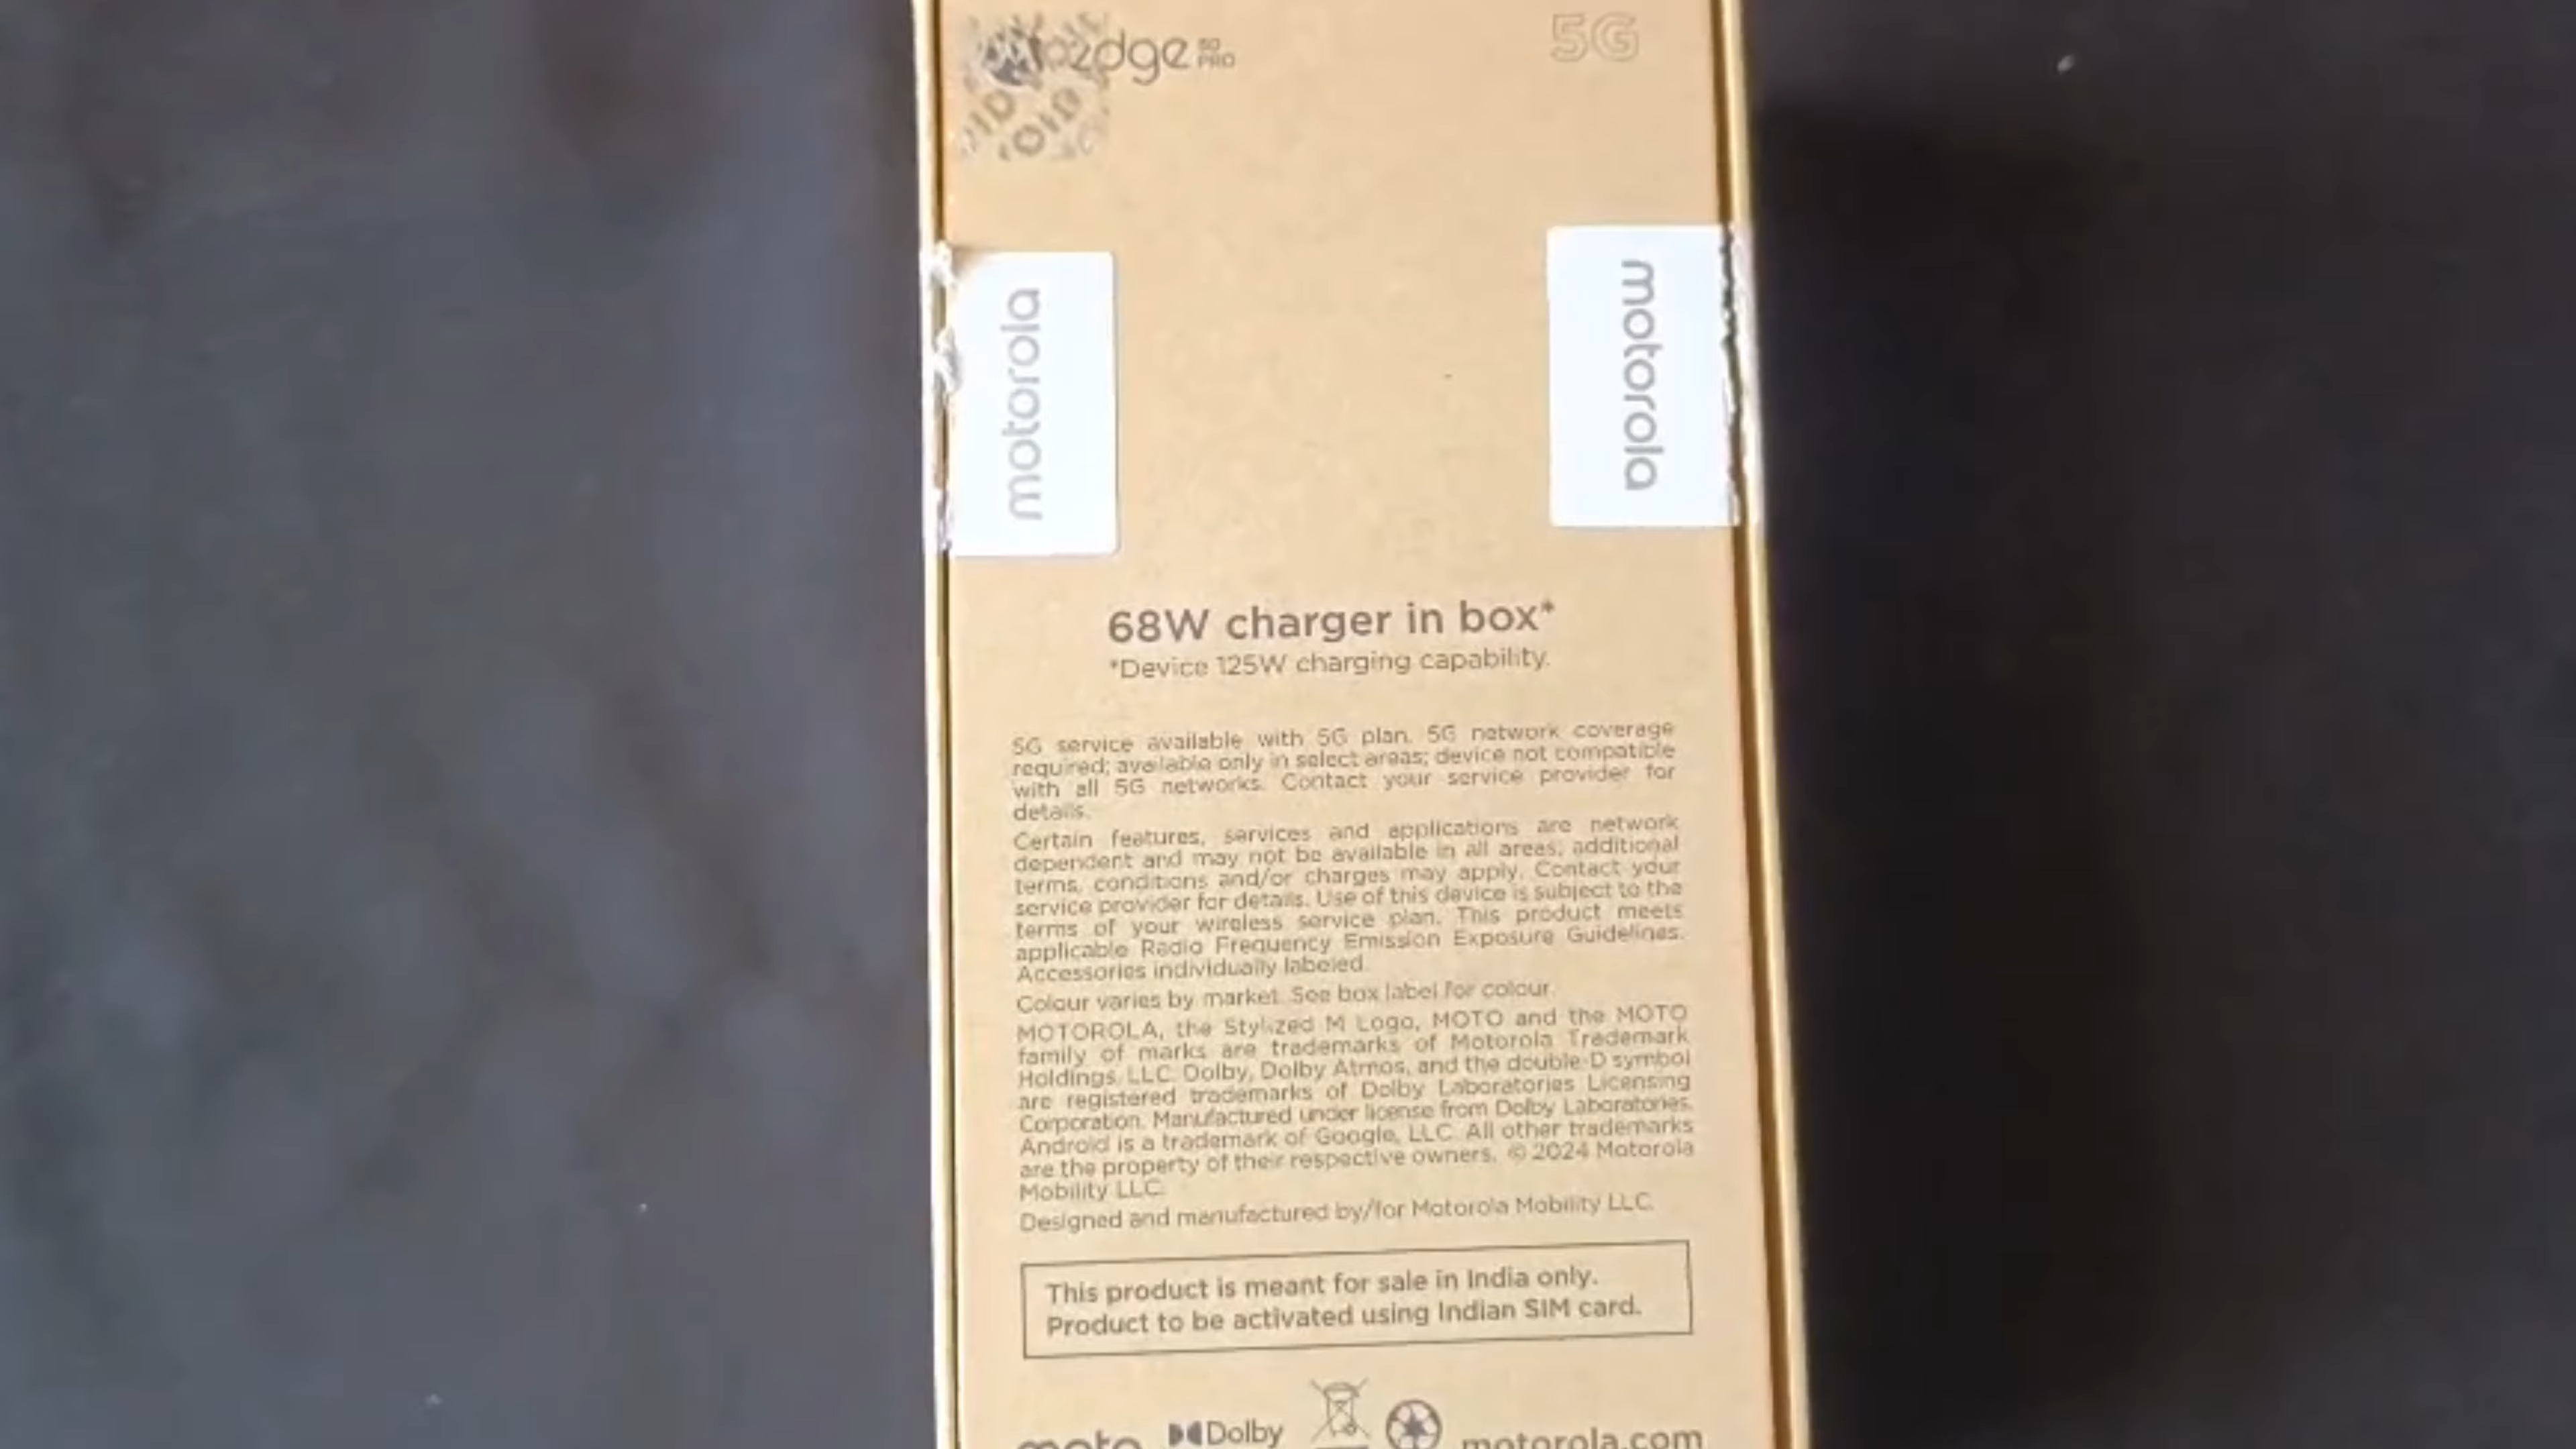 edge 50 PRO
5G
motorola
motorola
68W charger in box*
*Device 125W charging capability.
5G service available with 5G plan. 5G network coverage
required; available only in select areas; device not compatible
with all 5G networks. Contact your service provider for
details.
Certain features, services and applications are network
dependent and may not be available in all areas; additional
terms, conditions and/or charges may apply. Contact your
service provider for details. Use of this device is subject to the
terms of your wireless service plan. This product meets
applicable Radio Frequency Emission Exposure Guidelines.
Accessories individually labeled.
Colour varies by market. See box label for colour.
MOTOROLA, the Stylized M Logo, MOTO and the MOTO
family of marks are trademarks of Motorola Trademark
Holdings, LLC. Dolby, Dolby Atmos, and the double-D symbol
are registered trademarks of Dolby Laboratories Licensing
Corporation. Manufactured under license from Dolby Laboratories.
Android is a trademark of Google, LLC. All other trademarks
are the property of their respective owners. © 2024 Motorola
Mobility LLC.
Designed and manufactured by/for Motorola Mobility LLC.
This product is meant for sale in India only.
Product to be activated using Indian SIM card.
moto Dolby motorola.com